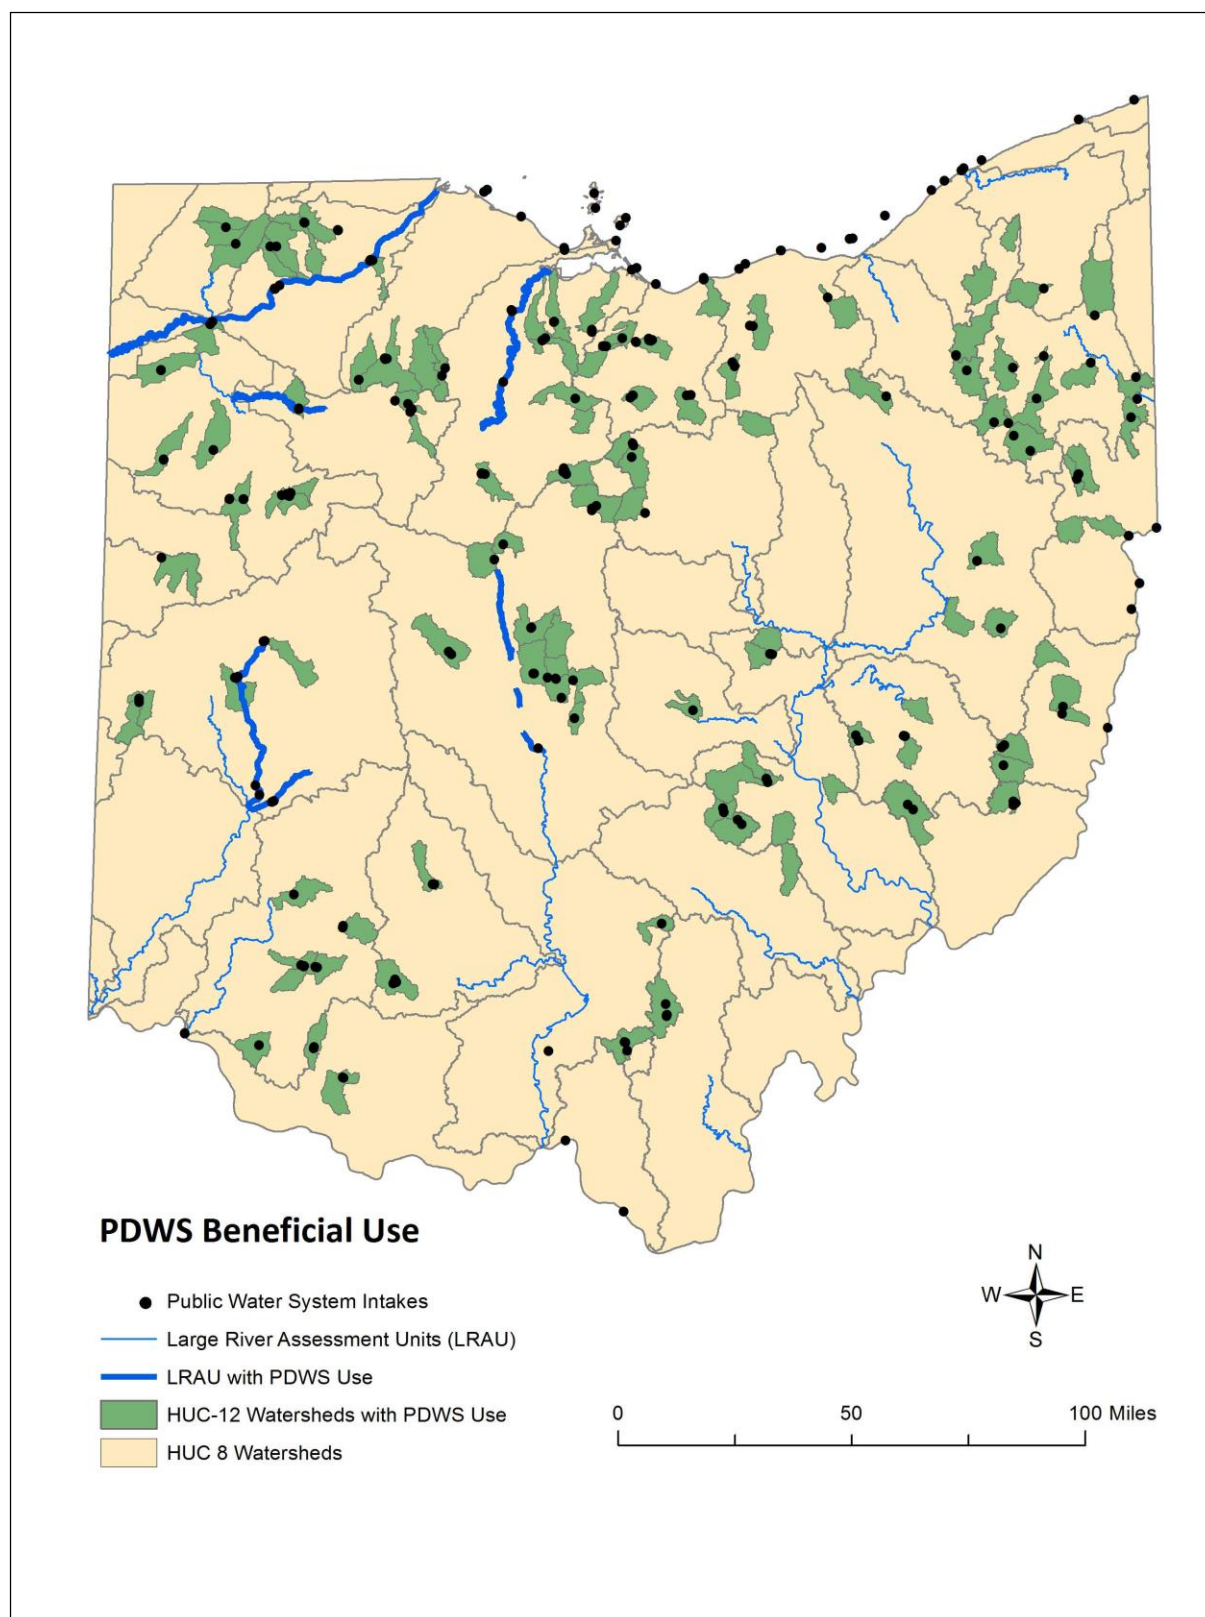 PDWS Beneficial Use
Public Water System Intakes
Large River Assessment Units (LRAU)
LRAU with PDWS Use
HUC-12 Watersheds with PDWS Use
HUC 8 Watersheds
N
W E
S
0 50 100 Miles